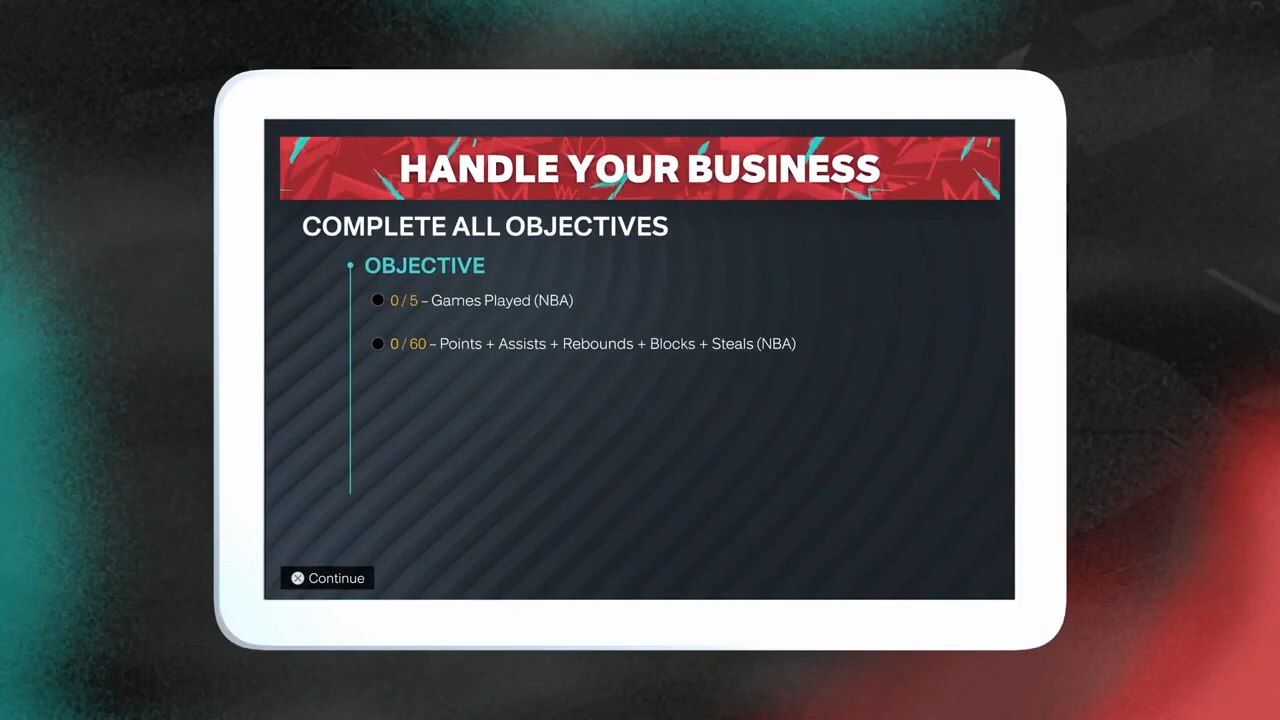 HANDLE YOUR BUSINESS
COMPLETE ALL OBJECTIVES
OBJECTIVE
0 / 5 – Games Played (NBA)
0 / 60 – Points + Assists + Rebounds + Blocks + Steals (NBA)
Continue